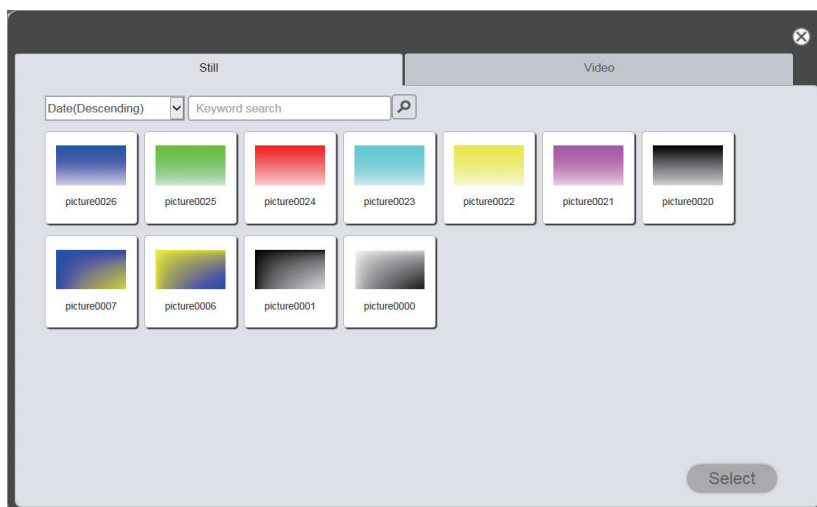 Still
Video
Date(Descending)
Keyword search
picture0026
picture0025
picture0024
picture0023
picture0022
picture0021
picture0020
picture0007
picture0006
picture0001
picture0000
Select